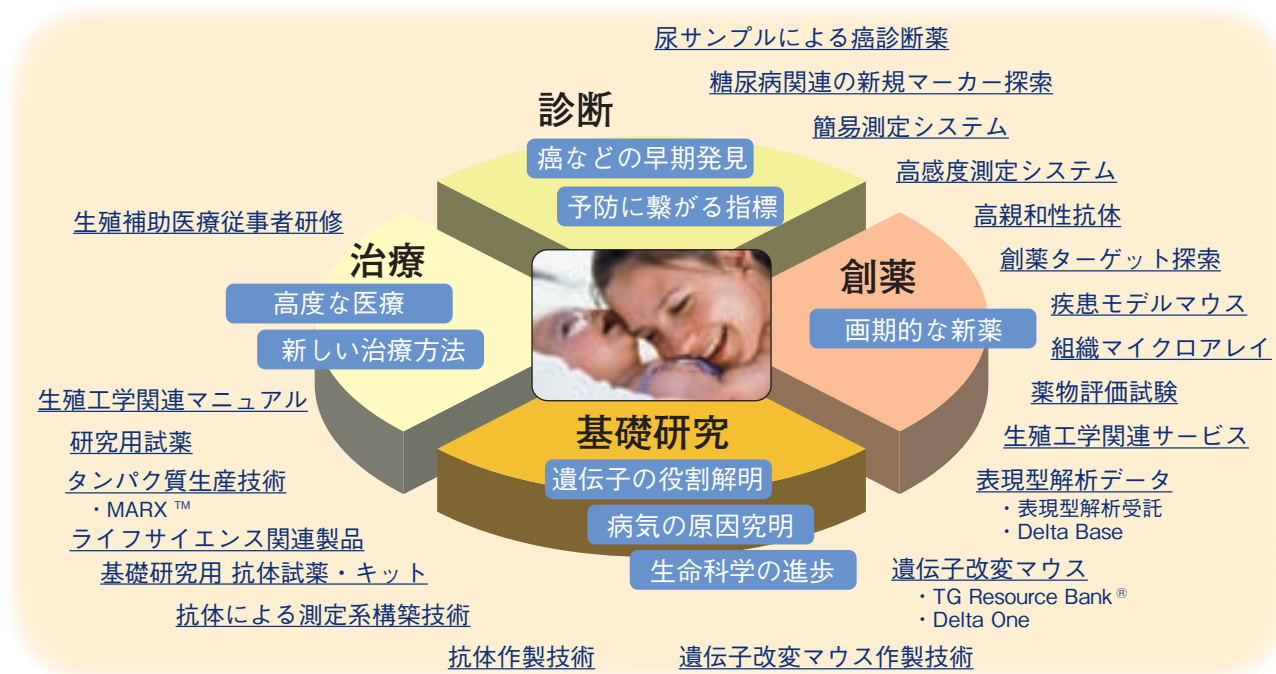 尿サンプルによる癌診断薬
糖尿病関連の新規マーカー探索
簡易測定システム
高感度測定システム
高親和性抗体
創薬ターゲット探索
疾患モデルマウス
組織マイクロアレイ
薬物評価試験
生殖工学関連サービス
表現型解析データ
・表現型解析受託
・Delta Base
遺伝子改変マウス
・TG Resource Bank®
・Delta One
遺伝子改変マウス作製技術
診断
癌などの早期発見
予防に繋がる指標
創薬
画期的な新薬
治療
高度な医療
新しい治療方法
基礎研究
遺伝子の役割解明
病気の原因究明
生命科学の進歩
生殖補助医療従事者研修
生殖工学関連マニュアル
研究用試薬
タンパク質生産技術
・MARX ™
ライフサイエンス関連製品
基礎研究用 抗体試薬・キット
抗体による測定系構築技術
抗体作製技術